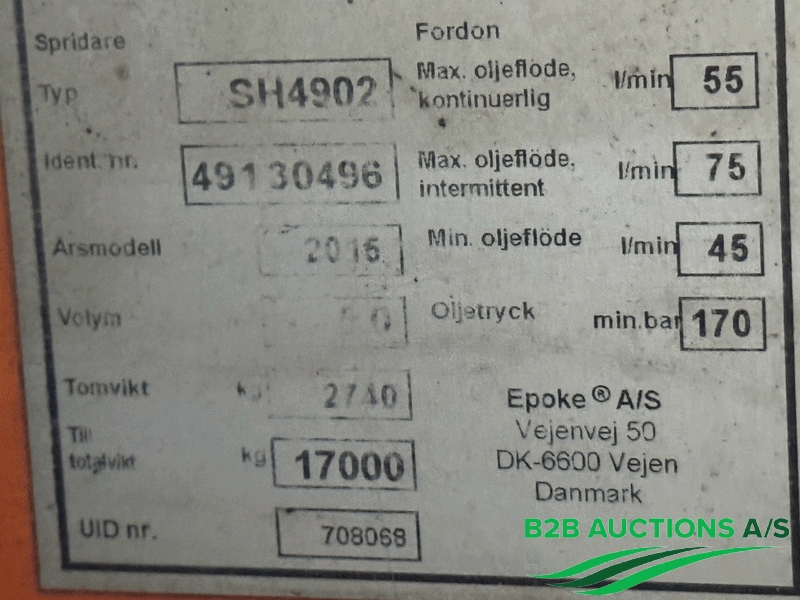 Spridare
Fordon
Typ SH4902
Max. oljeflöde,
kontinuerlig l/min 55
Ident. nr. 49130496
Max. oljeflöde,
intermittent l/min 75
Årsmodell 2015
Min. oljeflöde l/min 45
Volym
Oljetryck min.bar 170
Tomvikt kg 2740
Till
totalvikt kg 17000
UID nr. 708068
Epoke® A/S
Vejenvej 50
DK-6600 Vejen
Danmark
B2B AUCTIONS A/S